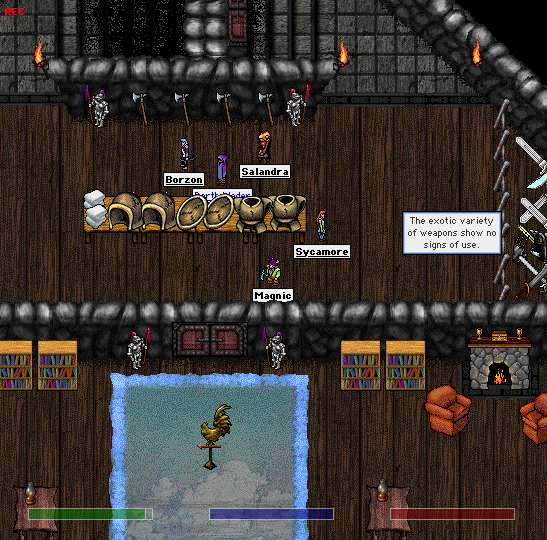 REC
Salandra
Borzon
Sycamore
The exotic variety
of weapons show no
signs of use.
Magnic